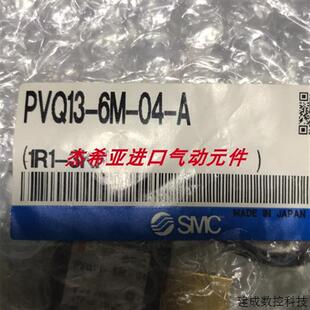 PVQ13-6M-04-A
杰希亚进口气动元件
(1R1-
)
SMC
MADE IN JAPAN
建成数控科技